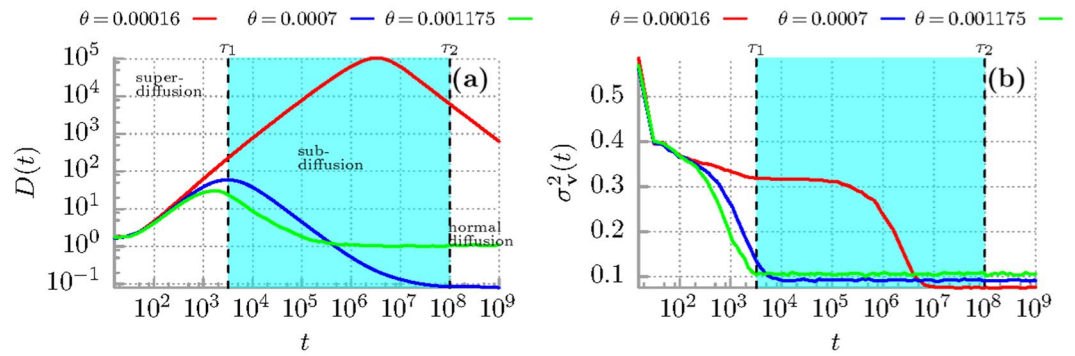 θ = 0.00016 θ = 0.0007 θ = 0.001175
τ1 τ2
10^5
10^4
10^3
10^2
10^1
10^0
10^-1
D(t)
super-
diffusion
sub-
diffusion
normal
diffusion
(a)
10^2 10^3 10^4 10^5 10^6 10^7 10^8 10^9
t
θ = 0.00016 θ = 0.0007 θ = 0.001175
τ1 τ2
0.5
0.4
0.3
0.2
0.1
σ_v^2(t)
(b)
10^2 10^3 10^4 10^5 10^6 10^7 10^8 10^9
t